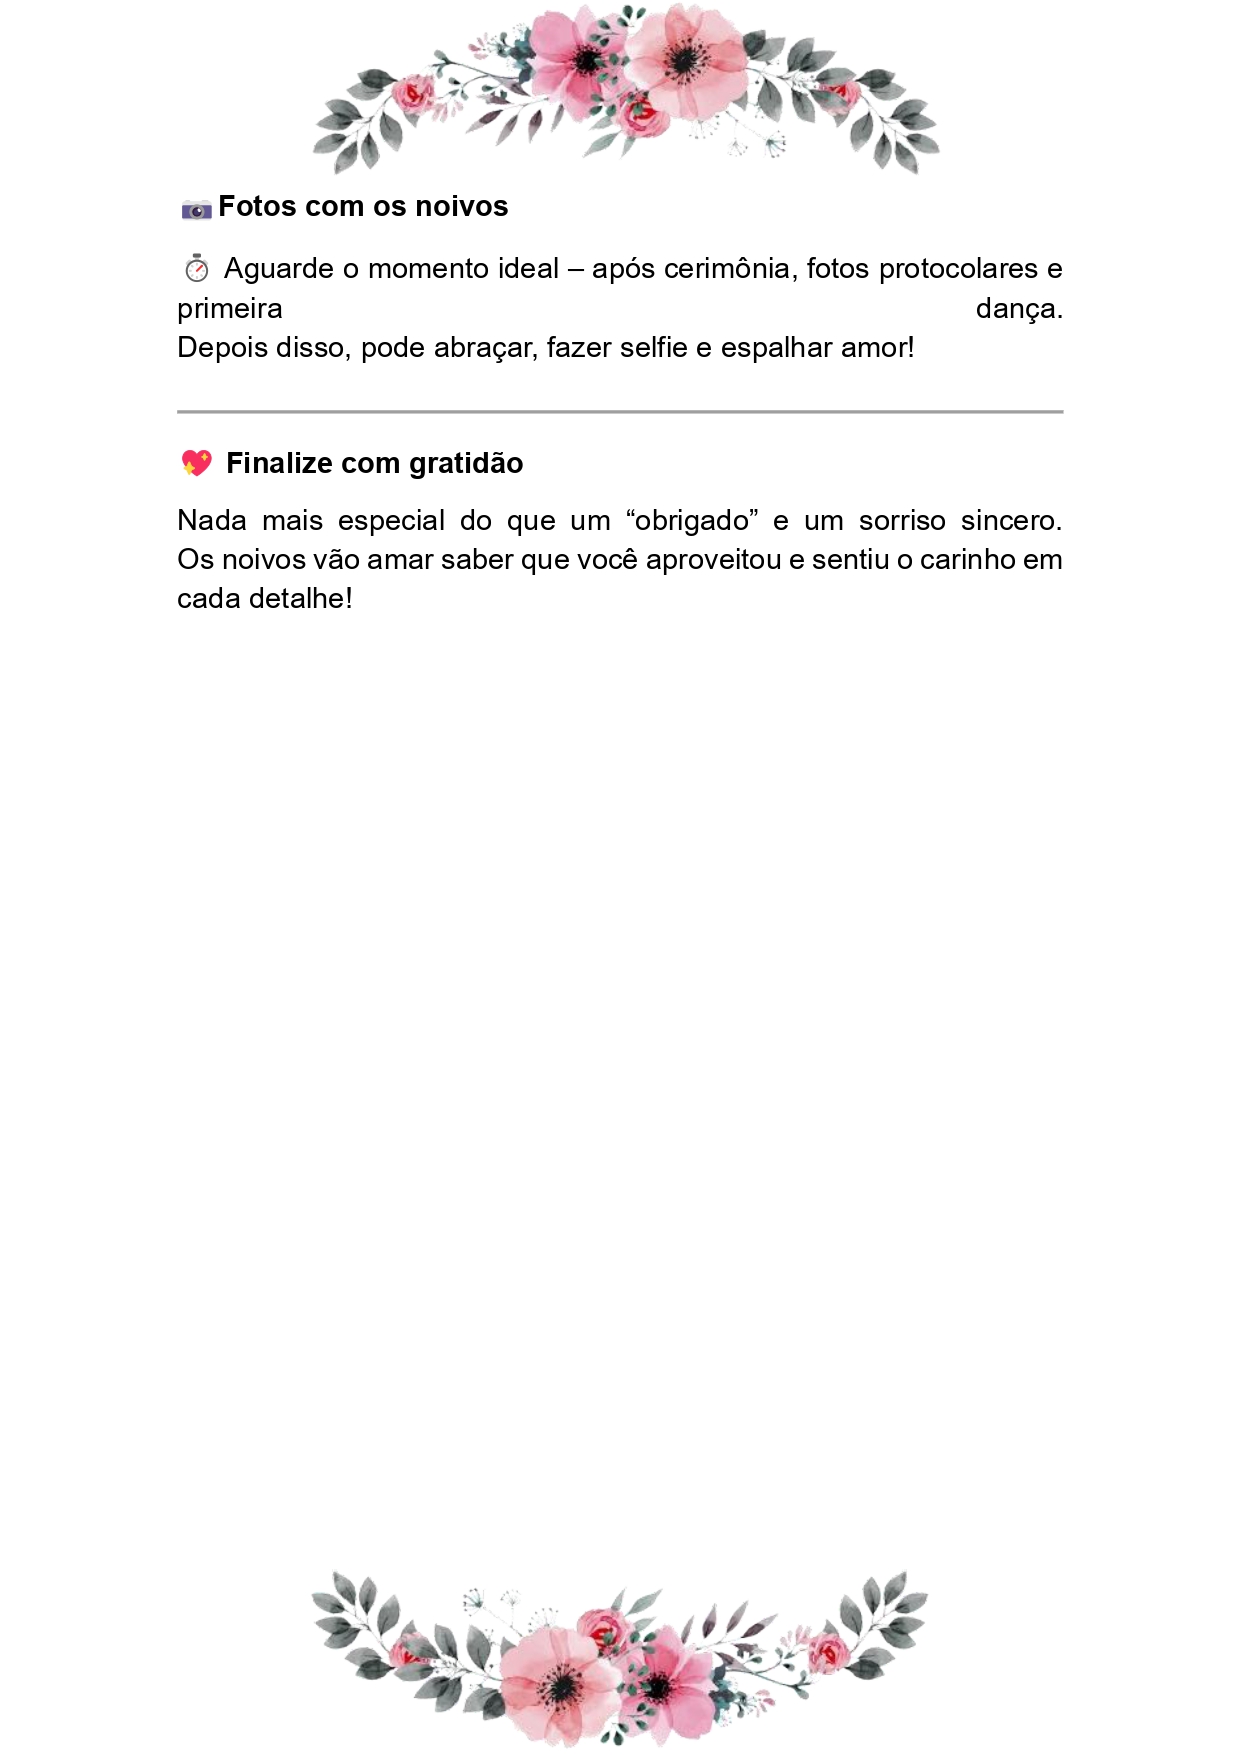 📷 Fotos com os noivos
⏱ Aguarde o momento ideal – após cerimônia, fotos protocolares e
primeira dança.
Depois disso, pode abraçar, fazer selfie e espalhar amor!
💖 Finalize com gratidão
Nada mais especial do que um “obrigado” e um sorriso sincero.
Os noivos vão amar saber que você aproveitou e sentiu o carinho em
cada detalhe!